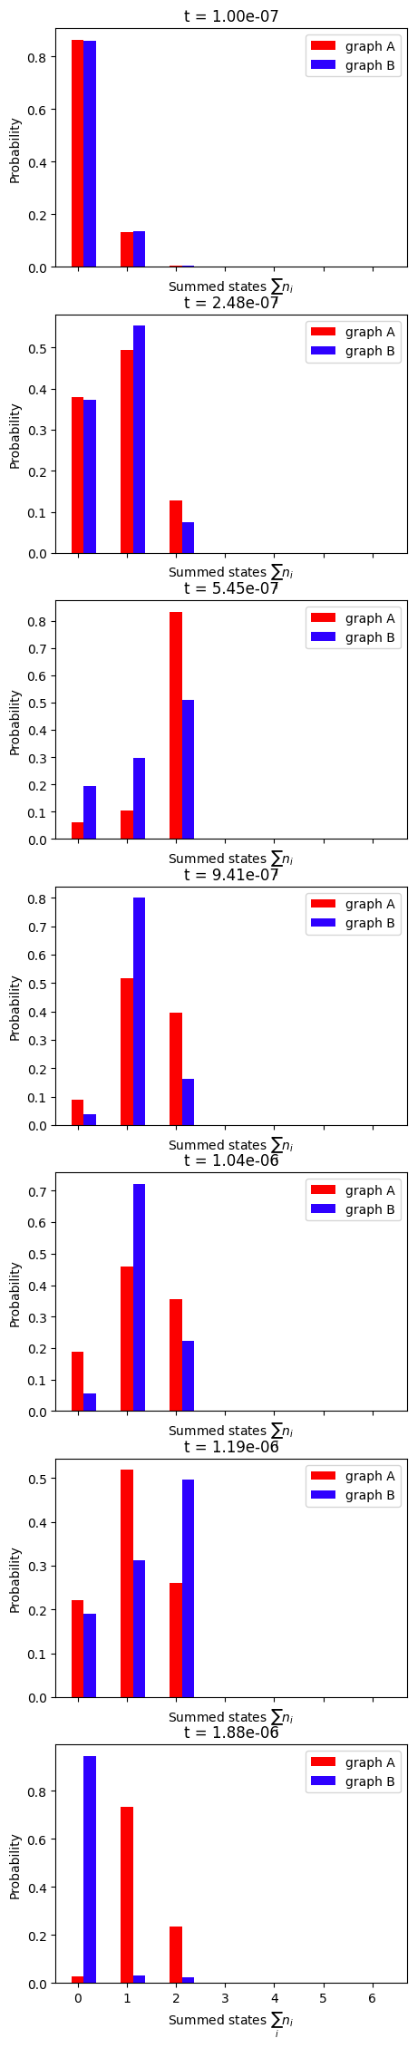 t = 1.00e-07
graph A
graph B
0.8
0.6
0.4
0.2
0.0
Probability
Summed states ∑nᵢ
t = 2.48e-07
graph A
graph B
0.5
0.4
0.3
0.2
0.1
0.0
Probability
Summed states ∑nᵢ
t = 5.45e-07
graph A
graph B
0.8
0.7
0.6
0.5
0.4
0.3
0.2
0.1
0.0
Probability
Summed states ∑nᵢ
t = 9.41e-07
graph A
graph B
0.8
0.7
0.6
0.5
0.4
0.3
0.2
0.1
0.0
Probability
Summed states ∑nᵢ
t = 1.04e-06
graph A
graph B
0.7
0.6
0.5
0.4
0.3
0.2
0.1
0.0
Probability
Summed states ∑nᵢ
t = 1.19e-06
graph A
graph B
0.5
0.4
0.3
0.2
0.1
0.0
Probability
Summed states ∑nᵢ
t = 1.88e-06
graph A
graph B
0.8
0.6
0.4
0.2
0.0
Probability
0 1 2 3 4 5 6
Summed states ∑nᵢ
i